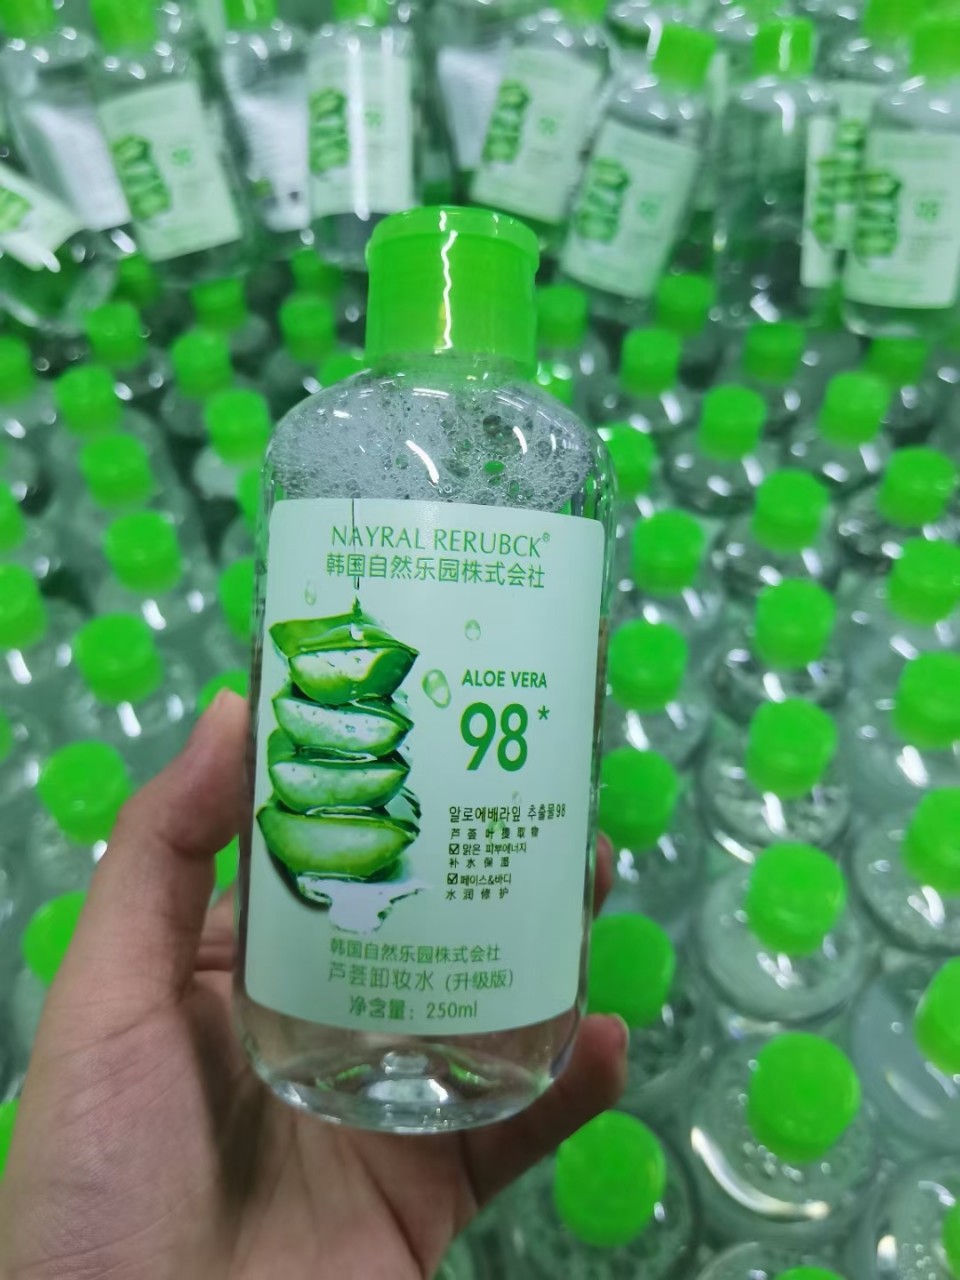 NAYRAL RERUBCK®
韩国自然乐园株式会社
ALOE VERA
98*
알로에배라잎 추출물98
芦荟叶提取物
☑맑은 피부에너지
补水保湿
☑페이스&바디
水润修护
韩国自然乐园株式会社
芦荟卸妆水 (升级版)
净含量：250ml